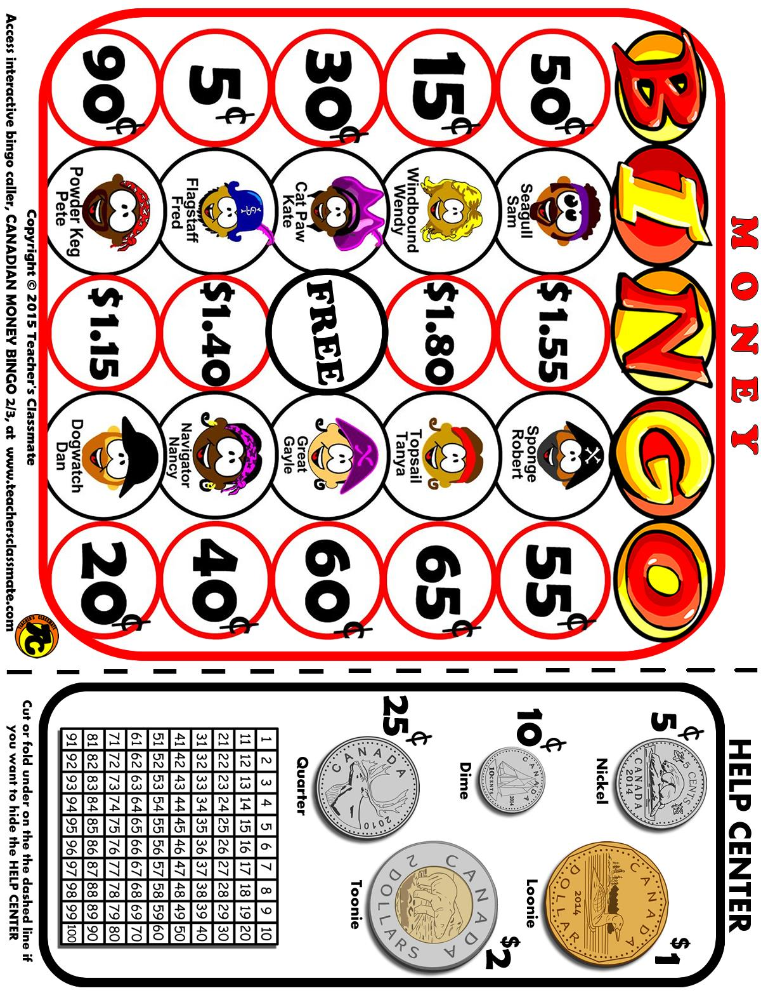 MONEY
BINGO
50¢ Seagull Sam $1.55 Sponge Robert 55¢
15¢ Windbound Wendy $1.80 Topsail Tanya 65¢
30¢ Cat Paw Kate FREE Great Gayle 60¢
5¢ Flagstaff Fred $1.40 Navigator Nancy 40¢
90¢ Powder Keg Pete $1.15 Dogwatch Dan 20¢
Copyright © 2015 Teacher's Classmate
Access interactive bingo caller, CANADIAN MONEY BINGO 2/3, at www.teachersclassmate.com
TEACHER'S CLASSMATE
TC
HELP CENTER
5¢
5 CENTS
CANADA
2014
Nickel
$1
CANADA
2014
DOLLAR
Loonie
10¢
CANADA
10 CENTS
2014
Dime
$2
CANADA
2 DOLLARS
Toonie
25¢
CANADA
2010
Quarter
1 2 3 4 5 6 7 8 9 10
11 12 13 14 15 16 17 18 19 20
21 22 23 24 25 26 27 28 29 30
31 32 33 34 35 36 37 38 39 40
41 42 43 44 45 46 47 48 49 50
51 52 53 54 55 56 57 58 59 60
61 62 63 64 65 66 67 68 69 70
71 72 73 74 75 76 77 78 79 80
81 82 83 84 85 86 87 88 89 90
91 92 93 94 95 96 97 98 99 100
Cut or fold under on the the dashed line if
you want to hide the HELP CENTER